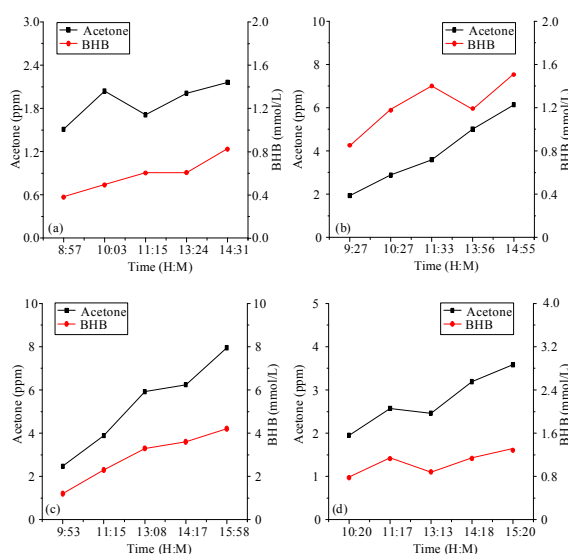 3.0
2.4
1.8
1.2
0.6
0.0
Acetone (ppm)
Acetone
BHB
2.0
1.6
1.2
0.8
0.4
0.0
BHB (mmol/L)
(a)
8:57 10:03 11:15 13:24 14:31
Time (H:M)
10
8
6
4
2
0
Acetone (ppm)
Acetone
BHB
2.0
1.6
1.2
0.8
0.4
0.0
BHB (mmol/L)
(b)
9:27 10:27 11:33 13:56 14:55
Time (H:M)
10
8
6
4
2
0
Acetone (ppm)
Acetone
BHB
10
8
6
4
2
0
BHB (mmol/L)
(c)
9:53 11:15 13:08 14:17 15:58
Time (H:M)
5
4
3
2
1
0
Acetone (ppm)
Acetone
BHB
4.0
3.2
2.4
1.6
0.8
0.0
BHB (mmol/L)
(d)
10:20 11:17 13:13 14:18 15:20
Time (H:M)